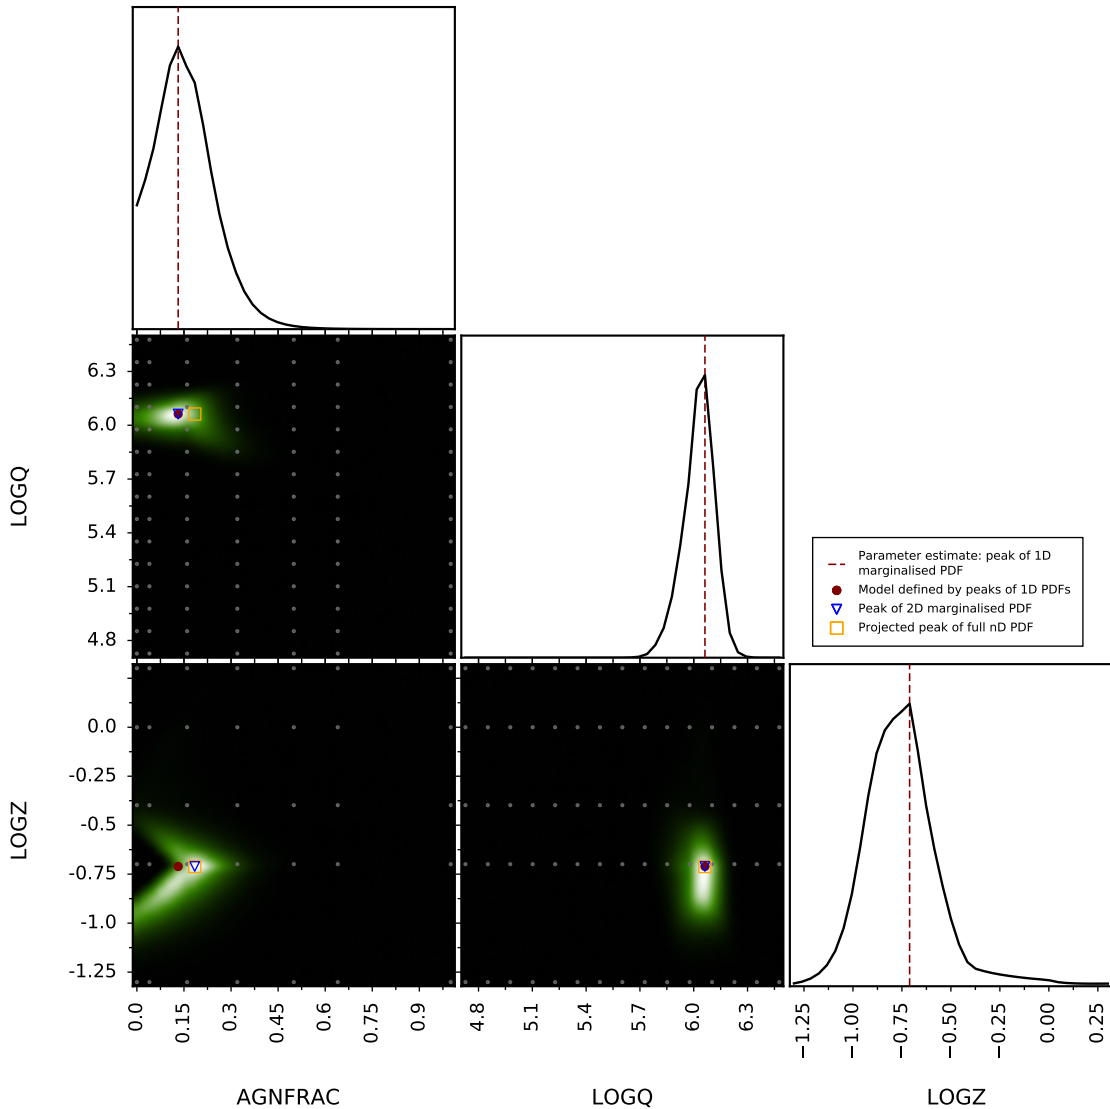 6.3
6.0
5.7
5.4
5.1
4.8
LOGQ
Parameter estimate: peak of 1D
marginalised PDF
Model defined by peaks of 1D PDFs
Peak of 2D marginalised PDF
Projected peak of full nD PDF
0.0
-0.25
-0.5
-0.75
-1.0
-1.25
LOGZ
0.0 0.15 0.3 0.45 0.6 0.75 0.9
4.8 5.1 5.4 5.7 6.0 6.3
−1.25 −1.00 −0.75 −0.50 −0.25 0.00 0.25
AGNFRAC LOGQ LOGZ